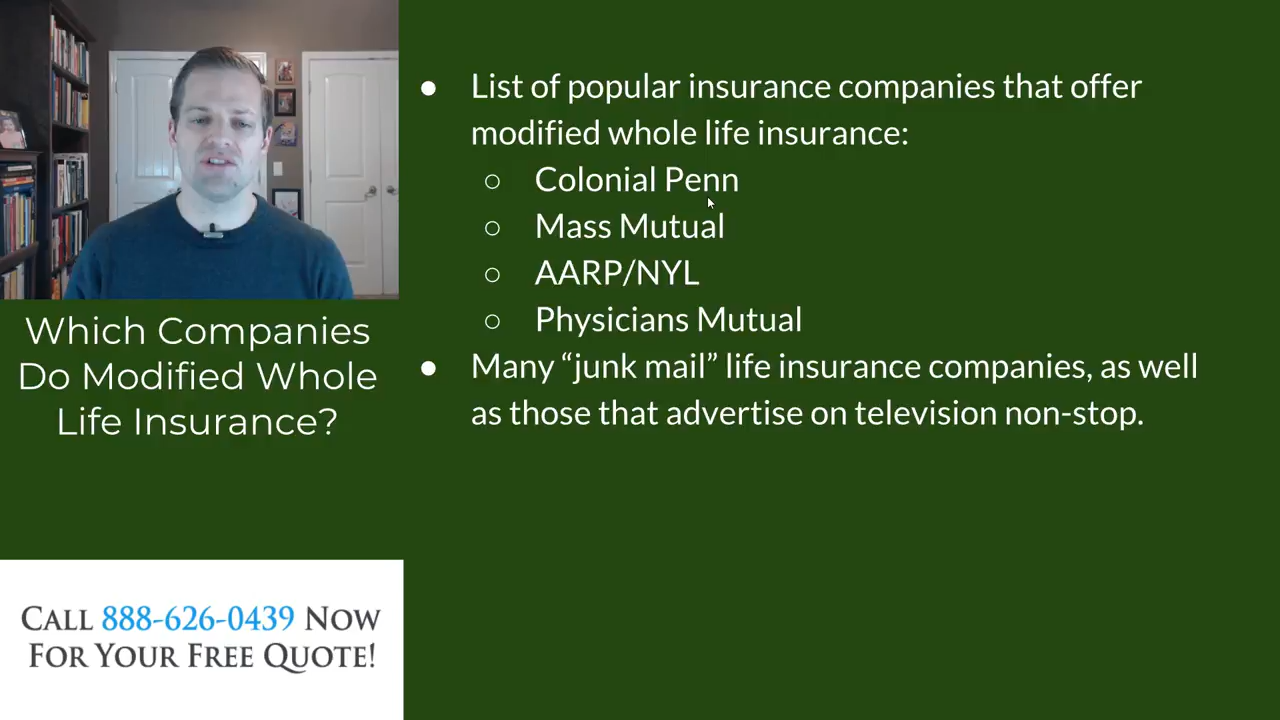 ● List of popular insurance companies that offer
modified whole life insurance:
○ Colonial Penn
○ Mass Mutual
○ AARP/NYL
○ Physicians Mutual
● Many “junk mail” life insurance companies, as well
as those that advertise on television non-stop.
Which Companies
Do Modified Whole
Life Insurance?
CALL 888-626-0439 NOW
FOR YOUR FREE QUOTE!